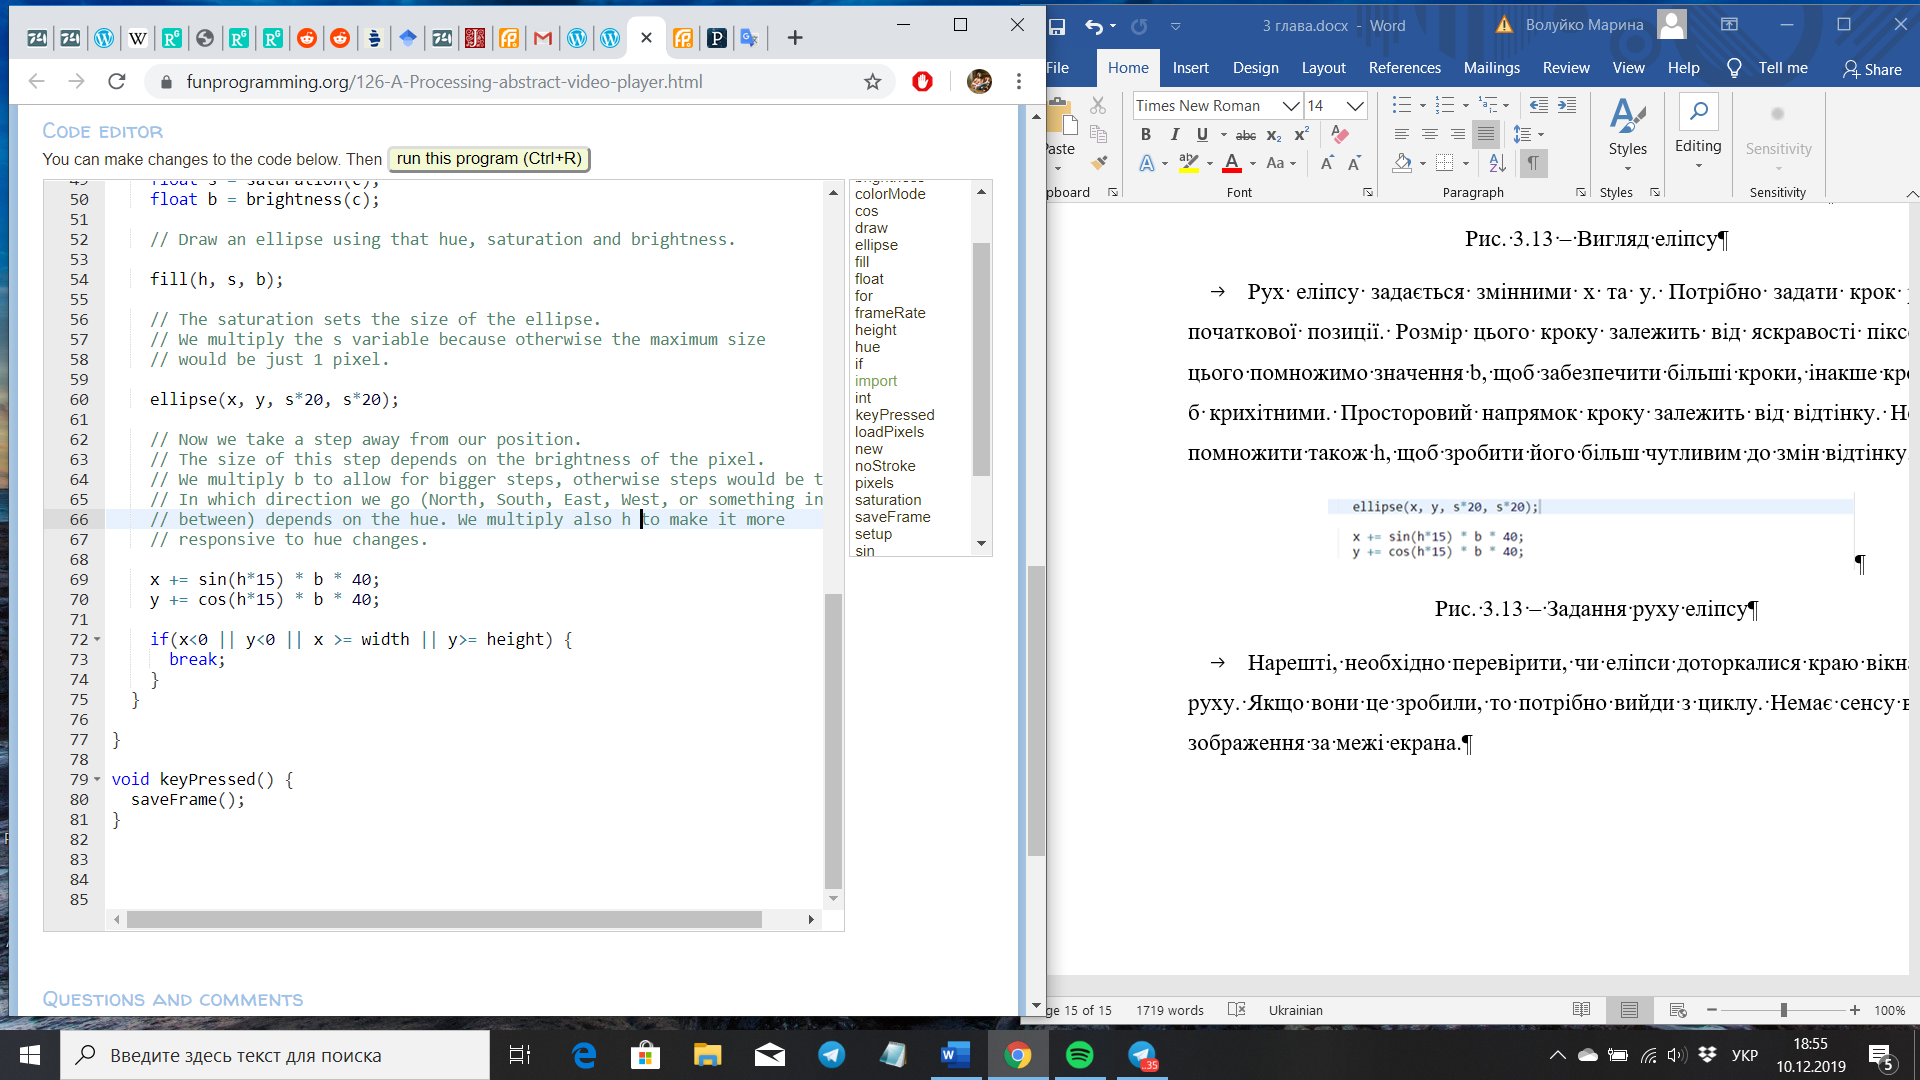 funprogramming.org/126-A-Processing-abstract-video-player.html
CODE EDITOR
You can make changes to the code below. Then run this program (Ctrl+R)
49 float s = saturation(c);
50 float b = brightness(c);
51
52 // Draw an ellipse using that hue, saturation and brightness.
53
54 fill(h, s, b);
55
56 // The saturation sets the size of the ellipse.
57 // We multiply the s variable because otherwise the maximum size
58 // would be just 1 pixel.
59
60 ellipse(x, y, s*20, s*20);
61
62 // Now we take a step away from our position.
63 // The size of this step depends on the brightness of the pixel.
64 // We multiply b to allow for bigger steps, otherwise steps would be t
65 // In which direction we go (North, South, East, West, or something in
66 // between) depends on the hue. We multiply also h to make it more
67 // responsive to hue changes.
68
69 x += sin(h*15) * b * 40;
70 y += cos(h*15) * b * 40;
71
72 if(x<0 || y<0 || x >= width || y>= height) {
73 break;
74 }
75 }
76
77 }
78
79 void keyPressed() {
80 saveFrame();
81 }
82
83
84
85
brightness
colorMode
cos
draw
ellipse
fill
float
for
frameRate
height
hue
if
import
int
keyPressed
loadPixels
new
noStroke
pixels
saturation
saveFrame
setup
sin
QUESTIONS AND COMMENTS
3 глава.docx - Word
Волуйко Марина
File Home Insert Design Layout References Mailings Review View Help Tell me Share
Times New Roman 14
Paste
Styles
Editing
Sensitivity
pboard Font Paragraph Styles Sensitivity
Рис.·3.13·–·Вигляд·еліпсу¶
→ Рух· еліпсу· задається· змінними· x· та· y.· Потрібно· задати· крок·
початкової· позиції.· Розмір· цього· кроку· залежить· від· яскравості· піксе
цього·помножимо·значення·b,·щоб·забезпечити·більші·кроки,·інакше·кро
б·крихітними.·Просторовий·напрямок·кроку·залежить·від·відтінку.·Не
помножити·також·h,·щоб·зробити·його·більш·чутливим·до·змін·відтінку
ellipse(x, y, s*20, s*20);
x += sin(h*15) * b * 40;
y += cos(h*15) * b * 40;
¶
Рис.·3.13·–·Задання·руху·еліпсу¶
→ Нарешті,·необхідно·перевірити,·чи·еліпси·доторкалися·краю·вікна
руху.·Якщо·вони·це·зробили,·то·потрібно·вийди·з·циклу.·Немає·сенсу·в
зображення·за·межі·екрана.¶
ge 15 of 15 1719 words Ukrainian 100%
Введите здесь текст для поиска
..35
УКР
18:55
10.12.2019
5